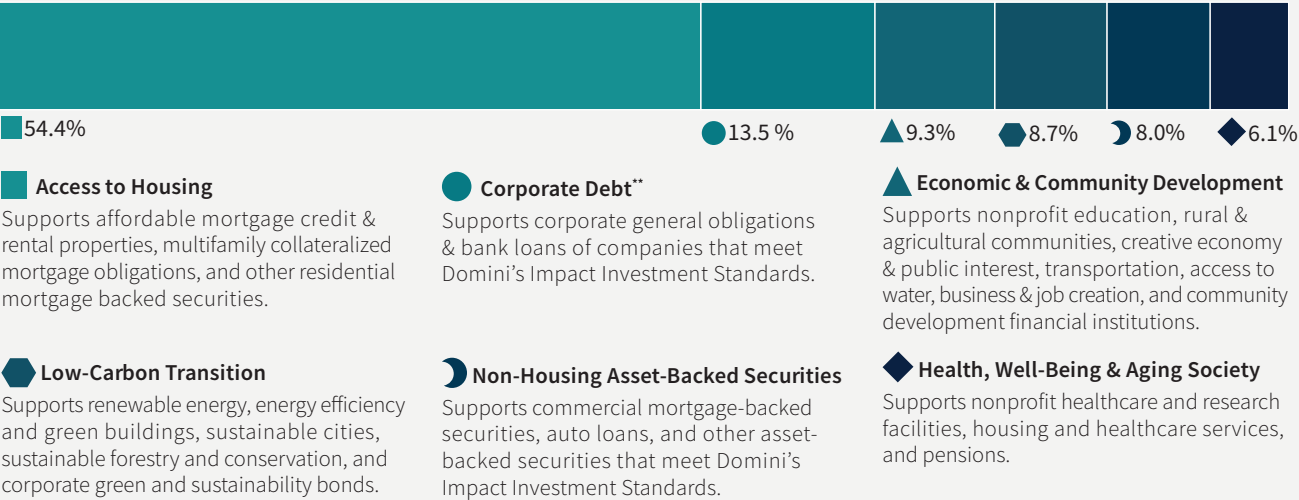 54.4%
13.5 %
9.3%
8.7%
8.0%
6.1%
Access to Housing
Supports affordable mortgage credit &
rental properties, multifamily collateralized
mortgage obligations, and other residential
mortgage backed securities.
Corporate Debt**
Supports corporate general obligations
& bank loans of companies that meet
Domini’s Impact Investment Standards.
Economic & Community Development
Supports nonprofit education, rural &
agricultural communities, creative economy
& public interest, transportation, access to
water, business & job creation, and community
development financial institutions.
Low-Carbon Transition
Supports renewable energy, energy efficiency
and green buildings, sustainable cities,
sustainable forestry and conservation, and
corporate green and sustainability bonds.
Non-Housing Asset-Backed Securities
Supports commercial mortgage-backed
securities, auto loans, and other asset-
backed securities that meet Domini’s
Impact Investment Standards.
Health, Well-Being & Aging Society
Supports nonprofit healthcare and research
facilities, housing and healthcare services,
and pensions.